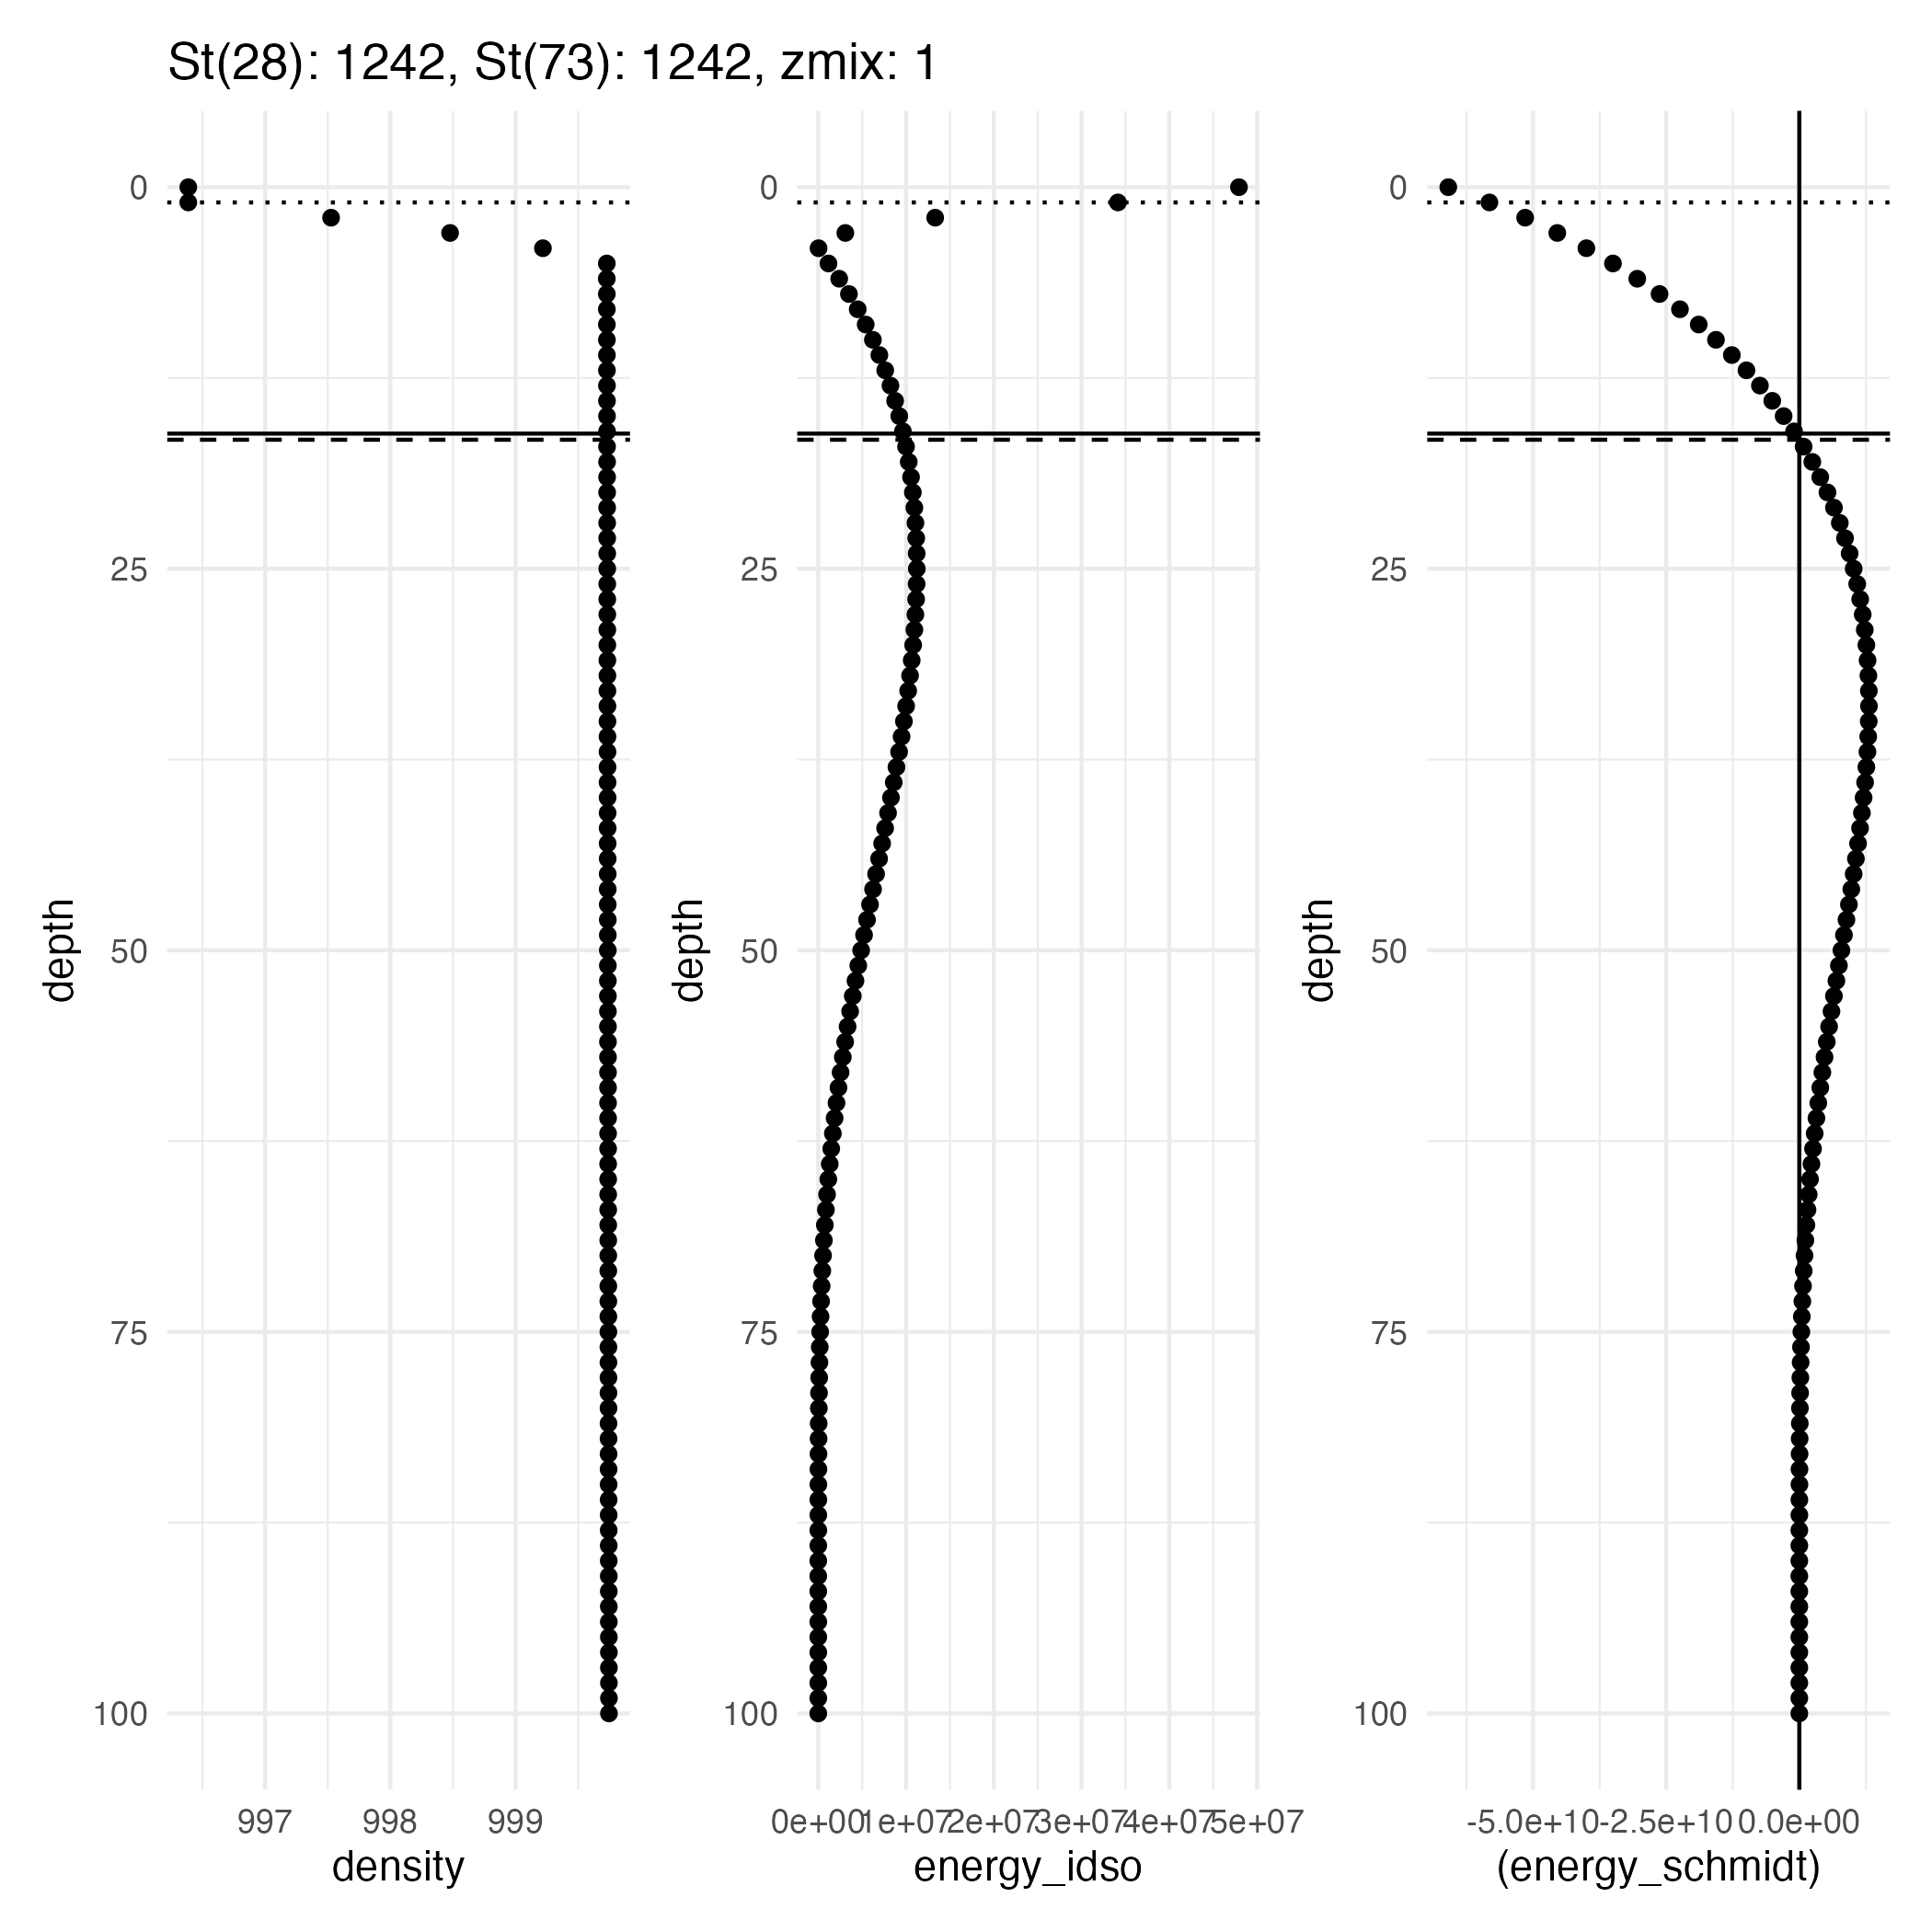 St(28): 1242, St(73): 1242, zmix: 1
0
25
50
75
100
depth
997
998
999
density
0
25
50
75
100
depth
0e+00
1e+07
2e+07
3e+07
4e+07
5e+07
energy_idso
0
25
50
75
100
depth
-5.0e+10
-2.5e+10
0.0e+00
(energy_schmidt)